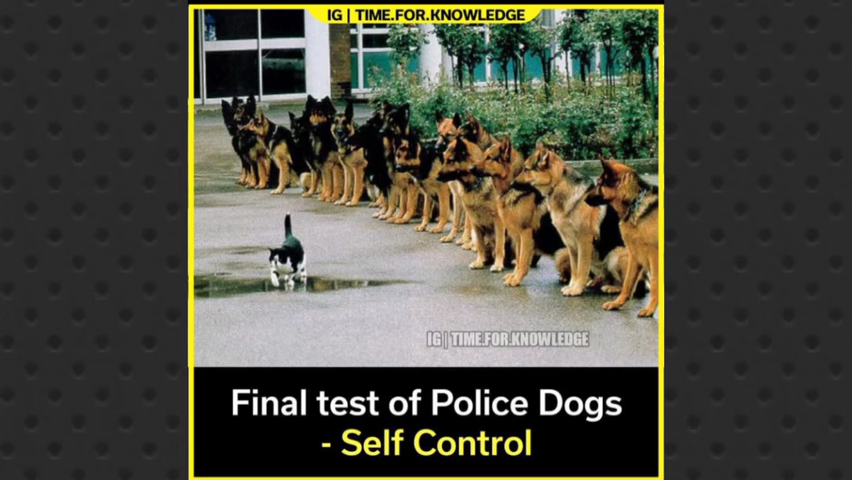 IG | TIME.FOR.KNOWLEDGE
IG | TIME.FOR.KNOWLEDGE
Final test of Police Dogs
- Self Control